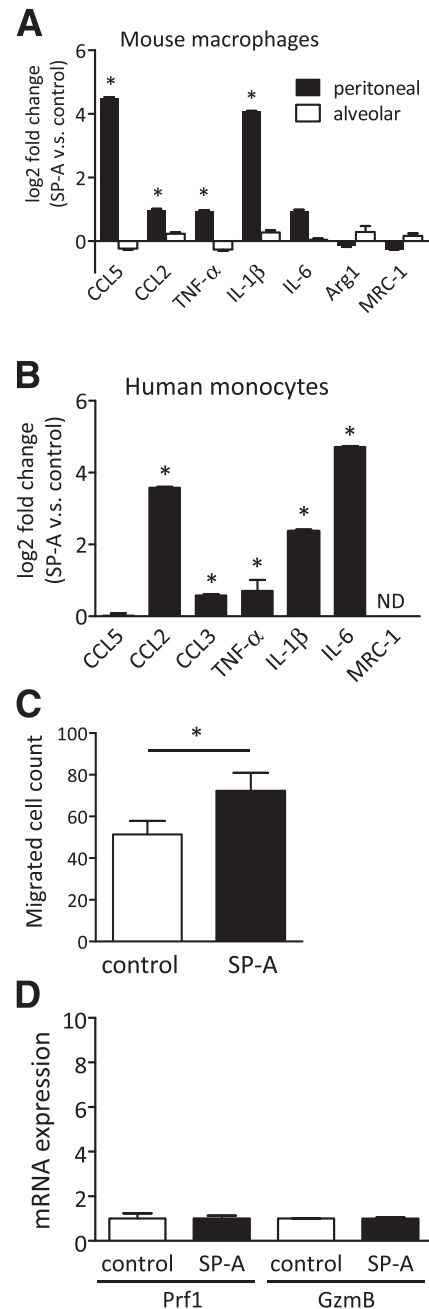 A
Mouse macrophages
log2 fold change
(SP-A v.s. control)
6
4
2
0
peritoneal
alveolar
* * * *
CCL5 CCL2 TNF-α IL-1β IL-6 Arg1 MRC-1
B
Human monocytes
log2 fold change
(SP-A v.s. control)
6
4
2
0
* * * * *
ND
CCL5 CCL2 CCL3 TNF-α IL-1β IL-6 MRC-1
C
Migrated cell count
100
80
60
40
20
0
*
control SP-A
D
mRNA expression
10
8
6
4
2
0
control SP-A control SP-A
Prf1 GzmB